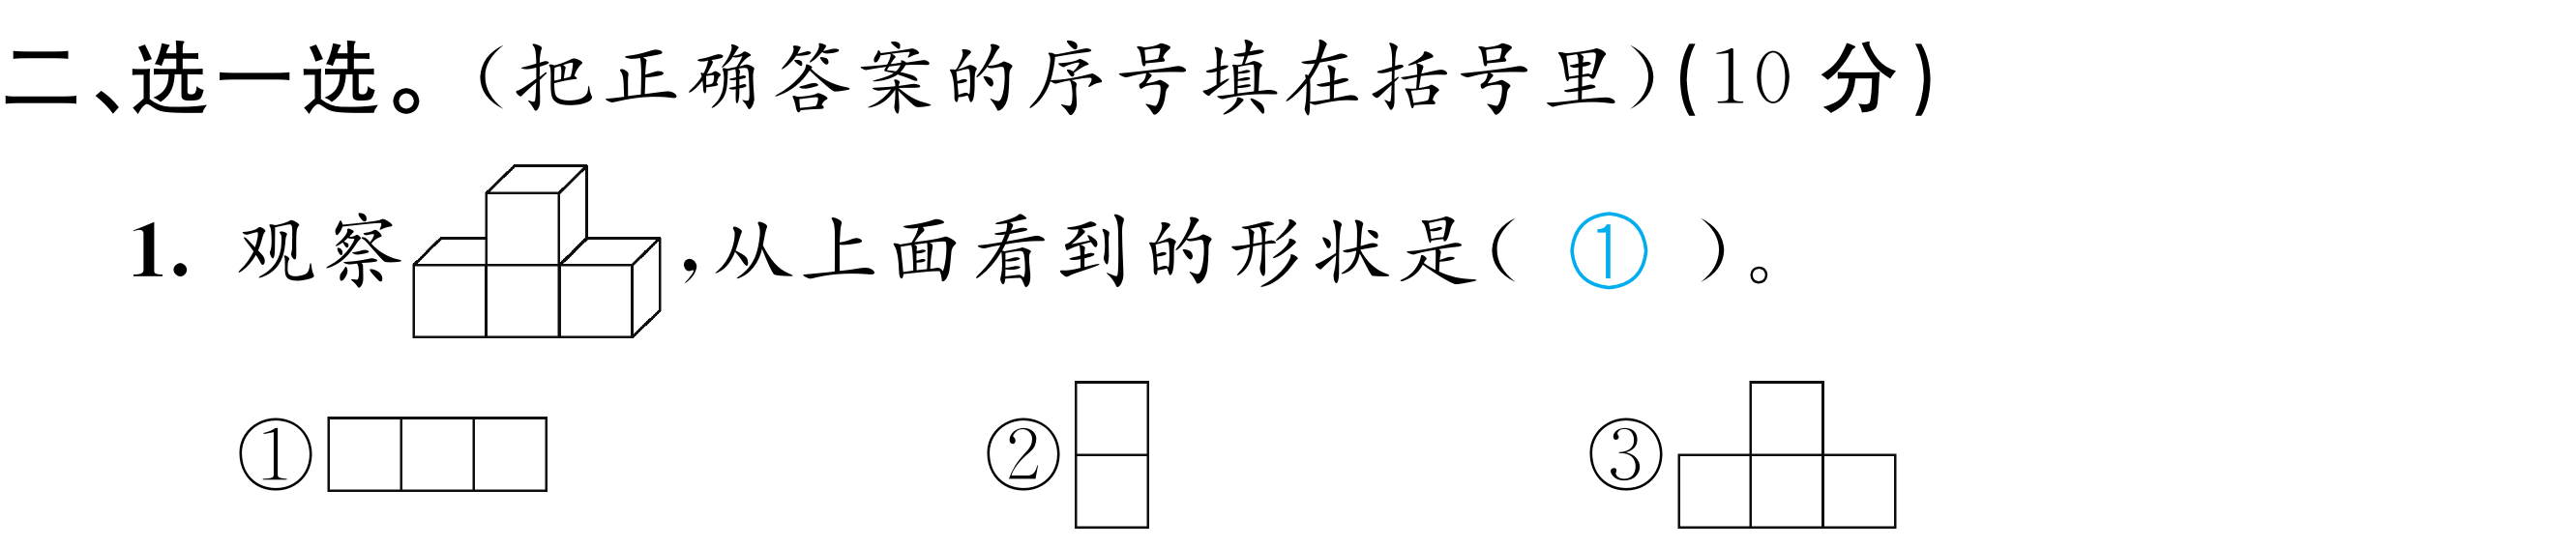 二、选一选。(把正确答案的序号填在括号里)(10 分)
1. 观察,从上面看到的形状是( ① )。
① ② ③